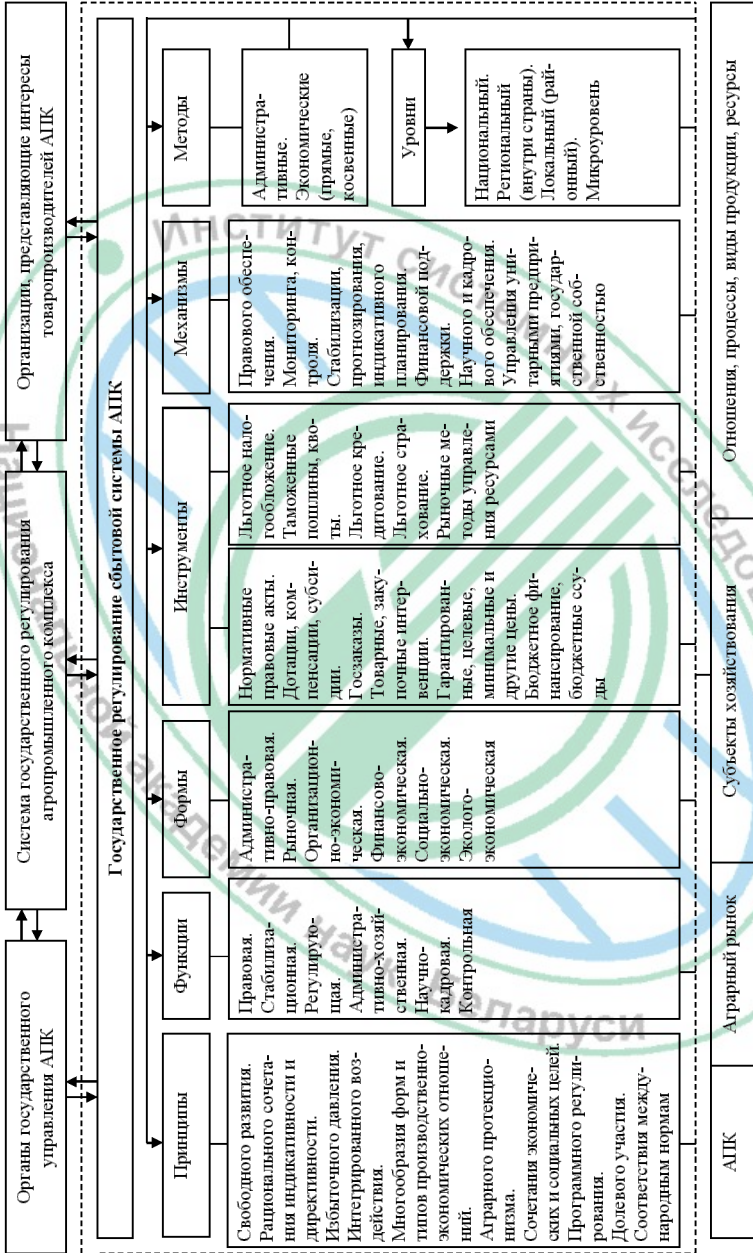 Органы государственного
управления АПК
Система государственного регулирования
агропромышленного комплекса
Организации, представляющие интересы
товаропроизводителей АПК
Государственное регулирование сбытовой системы АПК
Принципы
Функции
Формы
Инструменты
Механизмы
Методы
Свободного развития.
Рационального сочета-
ния индикативности и
директивности.
Избыточного давления.
Интегрированного воз-
действия.
Многообразия форм и
типов производственно-
экономических отноше-
ний.
Аграрного протекцио-
низма.
Сочетания экономиче-
ских и социальных целей.
Программного регули-
рования.
Долевого участия.
Соответствия между-
народным нормам
Правовая.
Стабилиза-
ционная.
Регулирую-
щая.
Администра-
тивно-хозяй-
ственная.
Научно-
кадровая.
Контрольная
Администра-
тивно-правовая.
Рыночная.
Организацион-
но-экономи-
ческая.
Финансово-
экономическая.
Социально-
экономическая.
Эколого-
экономическая
Нормативные
правовые акты.
Дотации, ком-
пенсации, субси-
дии.
Госзаказы.
Товарные, заку-
почные интер-
венции.
Гарантирован-
ные, целевые,
минимальные и
другие цены.
Бюджетное фи-
нансирование,
бюджетные ссу-
ды
Льготное нало-
гообложение.
Таможенные
пошлины, кво-
ты.
Льготное кре-
дитование.
Льготное стра-
хование.
Рыночные ме-
тоды управле-
ния ресурсами
Правового обеспе-
чения.
Мониторинга, кон-
троля.
Стабилизации,
прогнозирования,
индикативного
планирования.
Финансовой под-
держки.
Научного и кадро-
вого обеспечения.
Управления уни-
тарными предпри-
ятиями, государ-
ственной соб-
ственностью
Администра-
тивные.
Экономические
(прямые,
косвенные)
Уровни
Национальный.
Региональный
(внутри страны).
Локальный (рай-
онный).
Микроуровень
АПК
Аграрный рынок
Субъекты хозяйствования
Отношения, процессы, виды продукции, ресурсы
Институт системных исследов
Национальной академии наук Беларуси